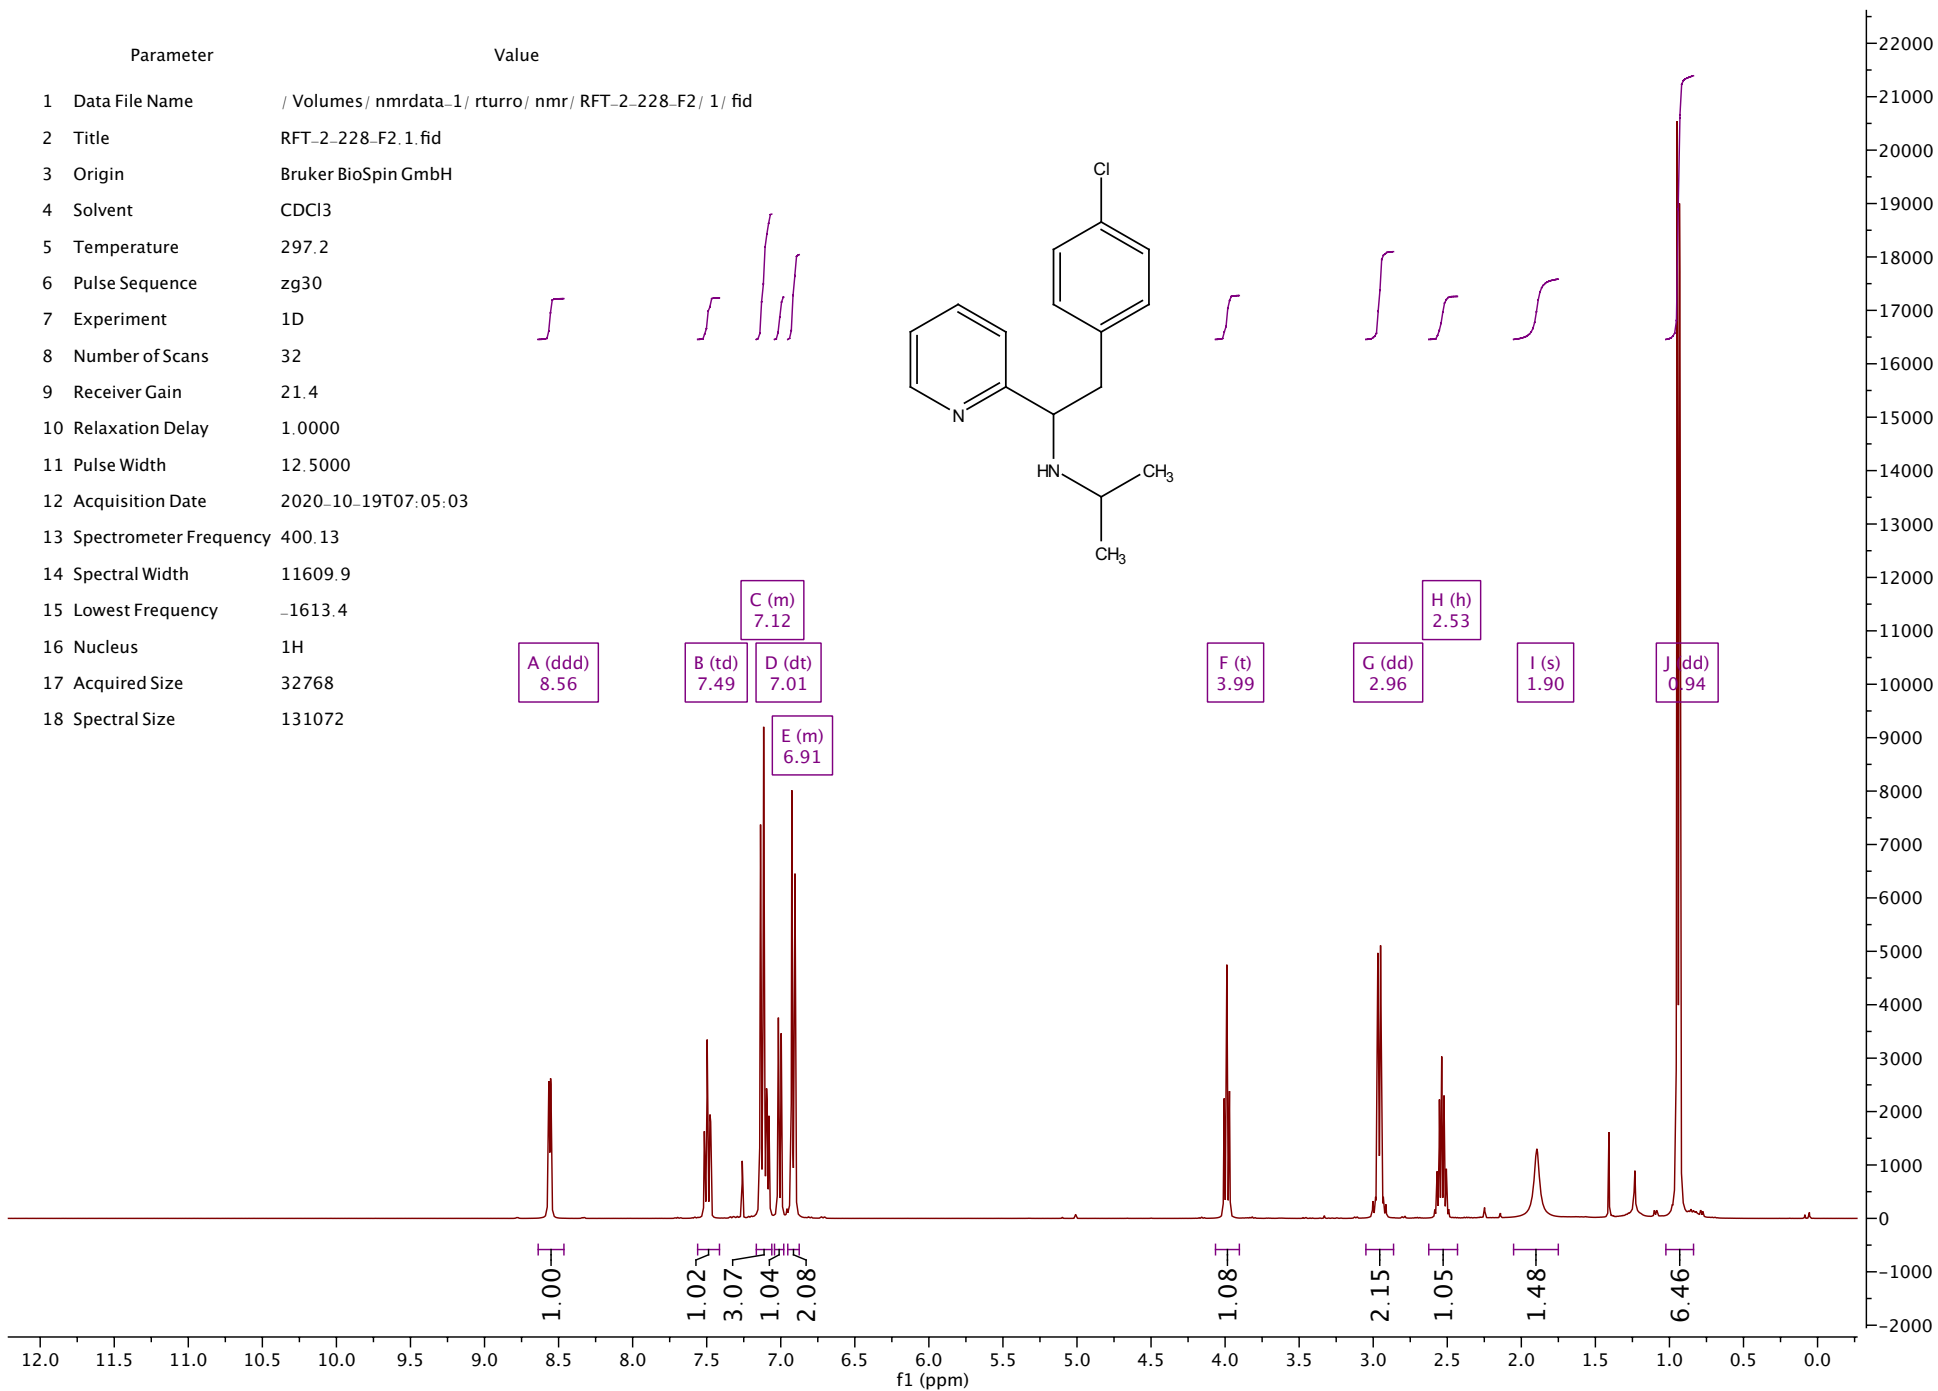 Parameter Value
1 Data File Name / Volumes/ nmrdata_1/ rturro/ nmr/ RFT_2_228_F2/ 1/ fid
2 Title RFT_2_228_F2.1.fid
3 Origin Bruker BioSpin GmbH
4 Solvent CDCl3
5 Temperature 297.2
6 Pulse Sequence zg30
7 Experiment 1D
8 Number of Scans 32
9 Receiver Gain 21.4
10 Relaxation Delay 1.0000
11 Pulse Width 12.5000
12 Acquisition Date 2020_10_19T07:05:03
13 Spectrometer Frequency 400.13
14 Spectral Width 11609.9
15 Lowest Frequency _1613.4
16 Nucleus 1H
17 Acquired Size 32768
18 Spectral Size 131072
Cl
N
HN
CH3
CH3
A (ddd)
8.56
B (td)
7.49
C (m)
7.12
D (dt)
7.01
E (m)
6.91
F (t)
3.99
G (dd)
2.96
H (h)
2.53
I (s)
1.90
J (dd)
0.94
22000
21000
20000
19000
18000
17000
16000
15000
14000
13000
12000
11000
10000
9000
8000
7000
6000
5000
4000
3000
2000
1000
0
-1000
-2000
1.00
1.02
3.07
1.04
2.08
1.08
2.15
1.05
1.48
6.46
12.0 11.5 11.0 10.5 10.0 9.5 9.0 8.5 8.0 7.5 7.0 6.5 6.0 5.5 5.0 4.5 4.0 3.5 3.0 2.5 2.0 1.5 1.0 0.5 0.0
f1 (ppm)